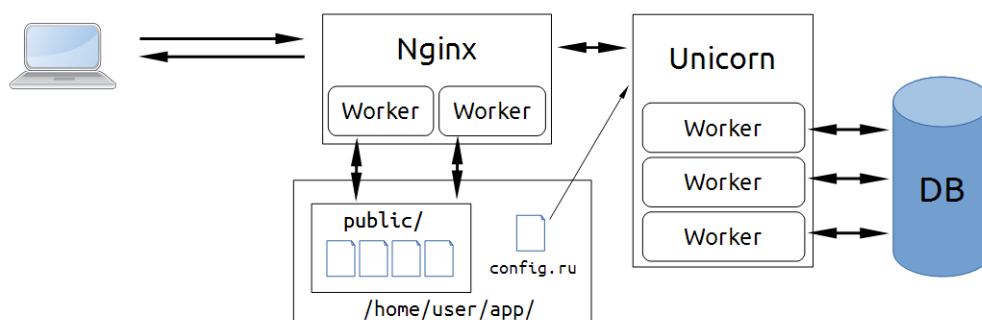 Nginx
Worker
Worker
Unicorn
Worker
Worker
Worker
DB
public/
config.ru
/home/user/app/